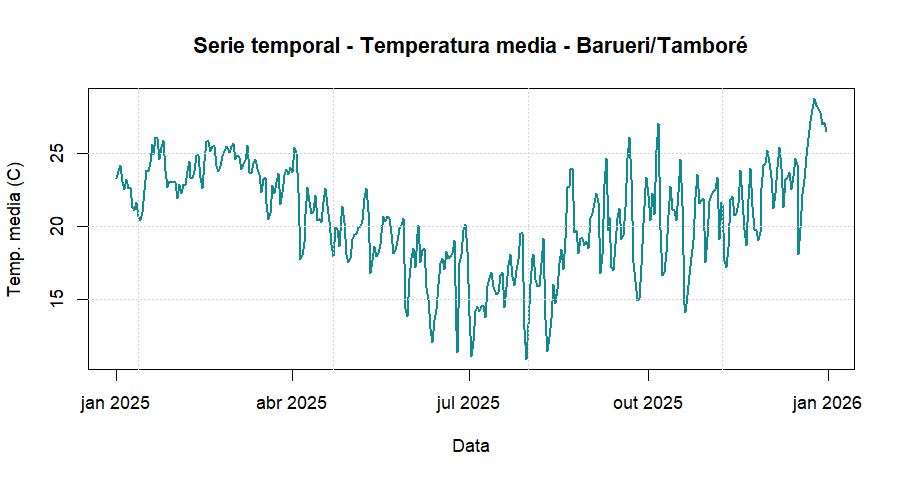 Serie temporal - Temperatura media - Barueri/Tamboré
Temp. media (C)
25
20
15
jan 2025
abr 2025
jul 2025
out 2025
jan 2026
Data